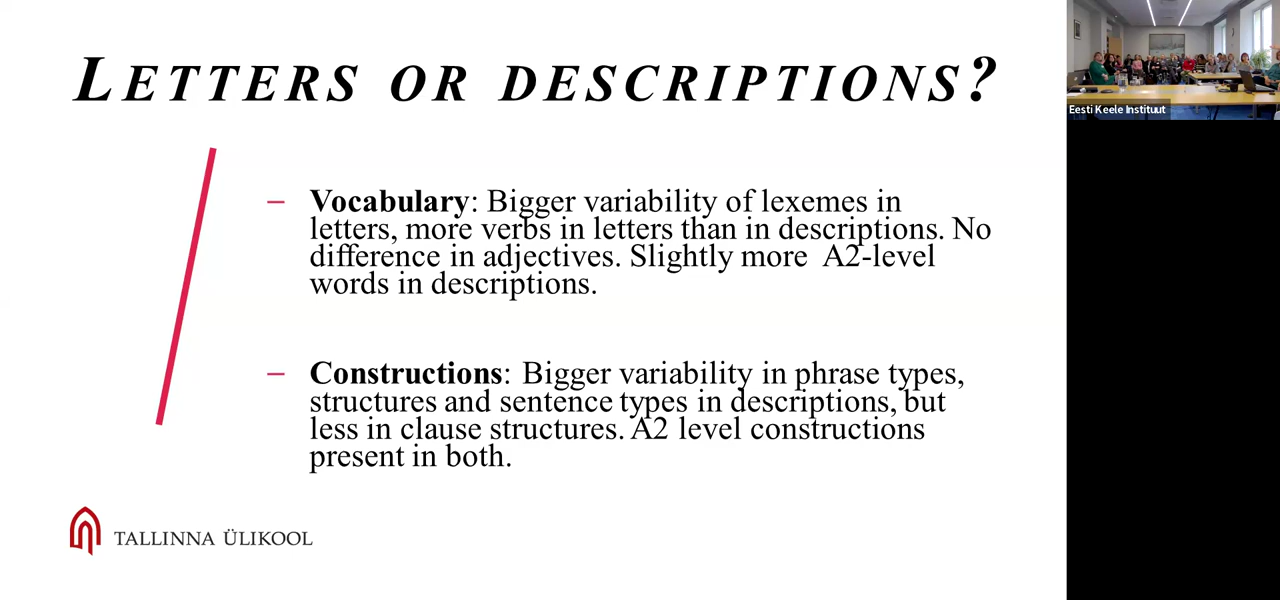 LETTERS OR DESCRIPTIONS?
Eesti Keele Instituut
– Vocabulary: Bigger variability of lexemes in
letters, more verbs in letters than in descriptions. No
difference in adjectives. Slightly more A2-level
words in descriptions.
– Constructions: Bigger variability in phrase types,
structures and sentence types in descriptions, but
less in clause structures. A2 level constructions
present in both.
TALLINNA ÜLIKOOL